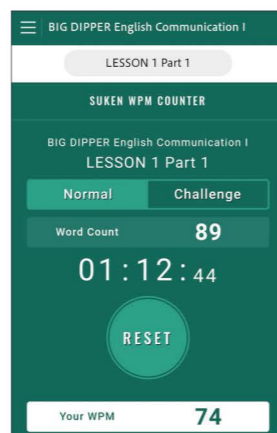 BIG DIPPER English Communication I
LESSON 1 Part 1
SUKEN WPM COUNTER
BIG DIPPER English Communication I
LESSON 1 Part 1
Normal Challenge
Word Count 89
01:12:44
RESET
Your WPM 74